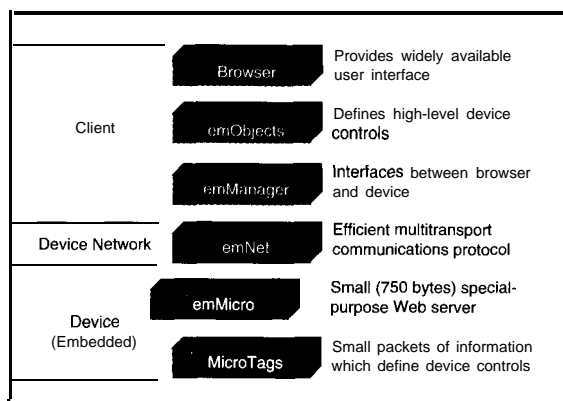 Browser
Provides widely available
user interface
Client
emObjects
Defines high-level device
controls
emManager
Interfaces between browser
and device
Device Network
emNet
Efficient multitransport
communications protocol
Device
(Embedded)
emMicro
Small (750 bytes) special-
purpose Web server
MicroTags
Small packets of information
which define device controls